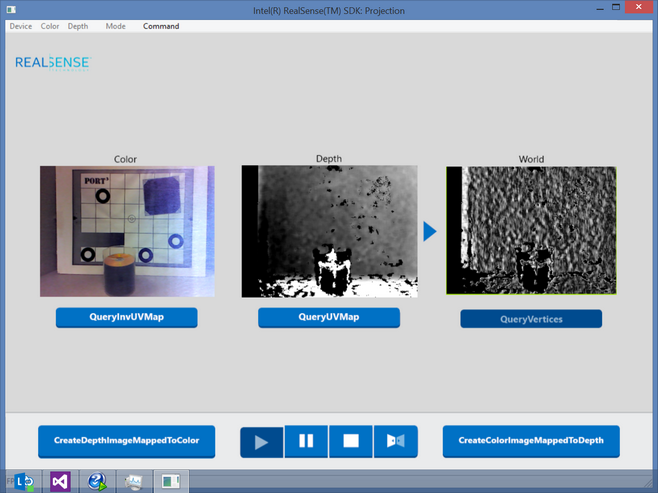 Intel(R) RealSense(TM) SDK: Projection
Device Color Depth Mode Command
REALSENSE
Color
Depth
World
PORT
QueryInvUVMap
QueryUVMap
QueryVertices
CreateDepthImageMappedToColor
CreateColorImageMappedToDepth